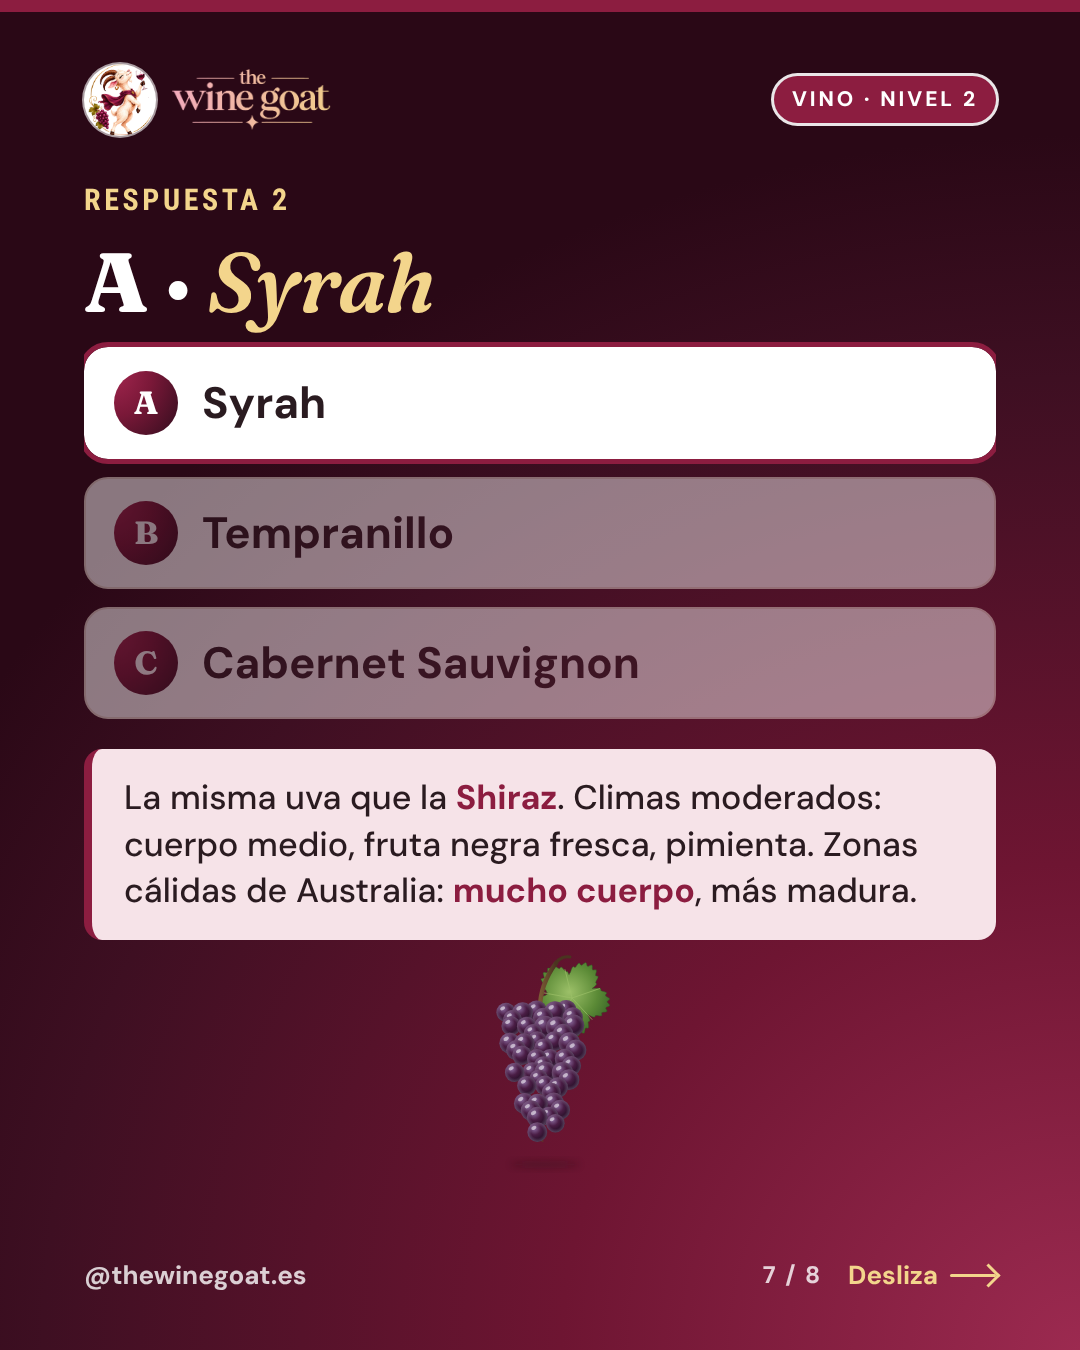 the
wine goat
VINO · NIVEL 2
RESPUESTA 2
A · Syrah
A Syrah
B Tempranillo
C Cabernet Sauvignon
La misma uva que la Shiraz. Climas moderados:
cuerpo medio, fruta negra fresca, pimienta. Zonas
cálidas de Australia: mucho cuerpo, más madura.
@thewinegoat.es
7 / 8 Desliza